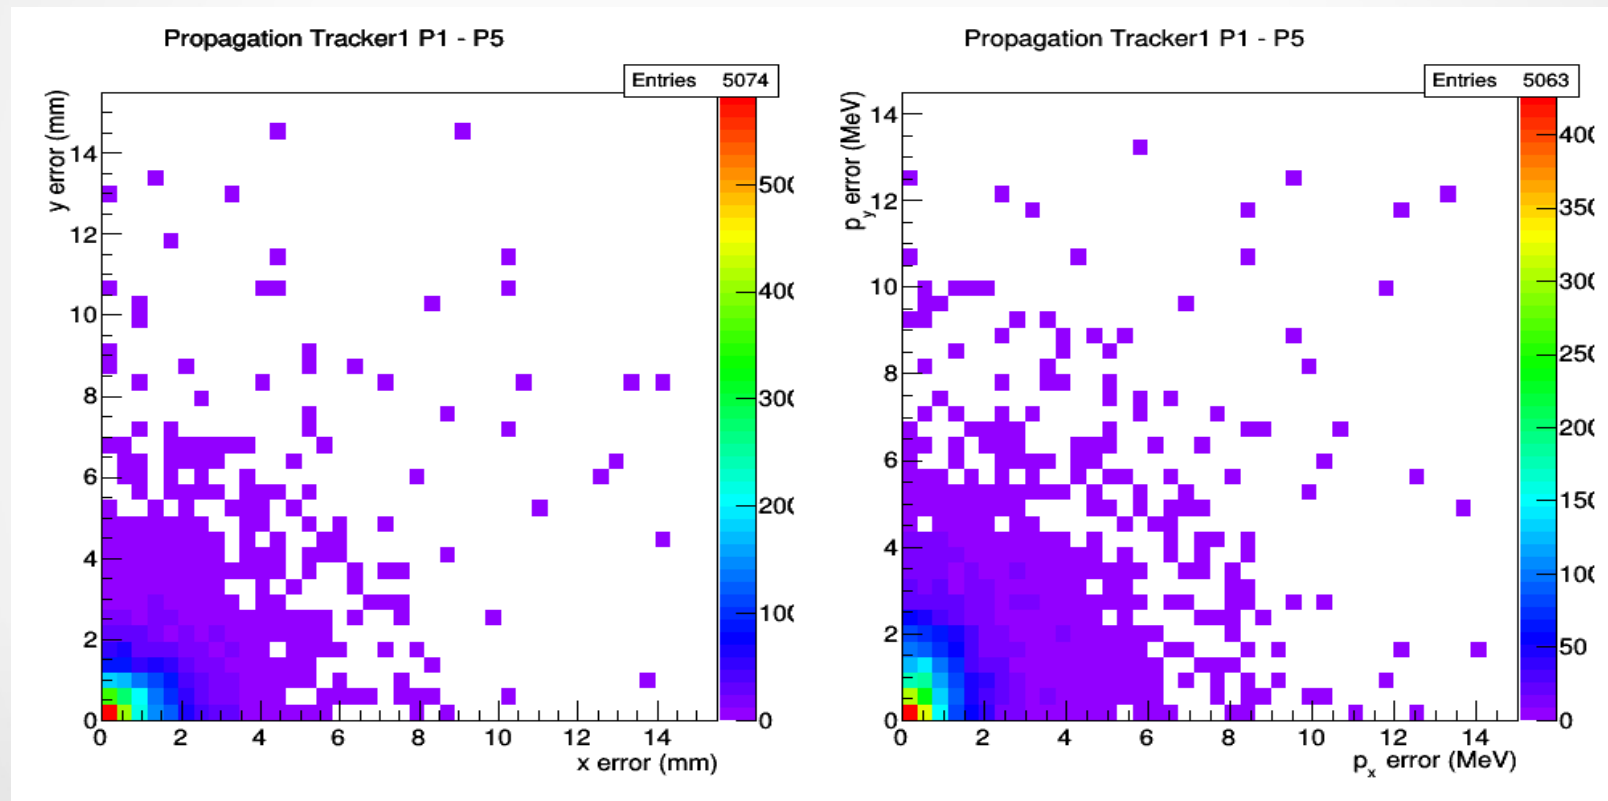 Propagation Tracker1 P1 - P5
Entries 5074
y error (mm)
14
12
10
8
6
4
2
0
0 2 4 6 8 10 12 14
x error (mm)
0
Propagation Tracker1 P1 - P5
Entries 5063
p_y error (MeV)
14
12
10
8
6
4
2
0
0 2 4 6 8 10 12 14
p_x error (MeV)
50
0